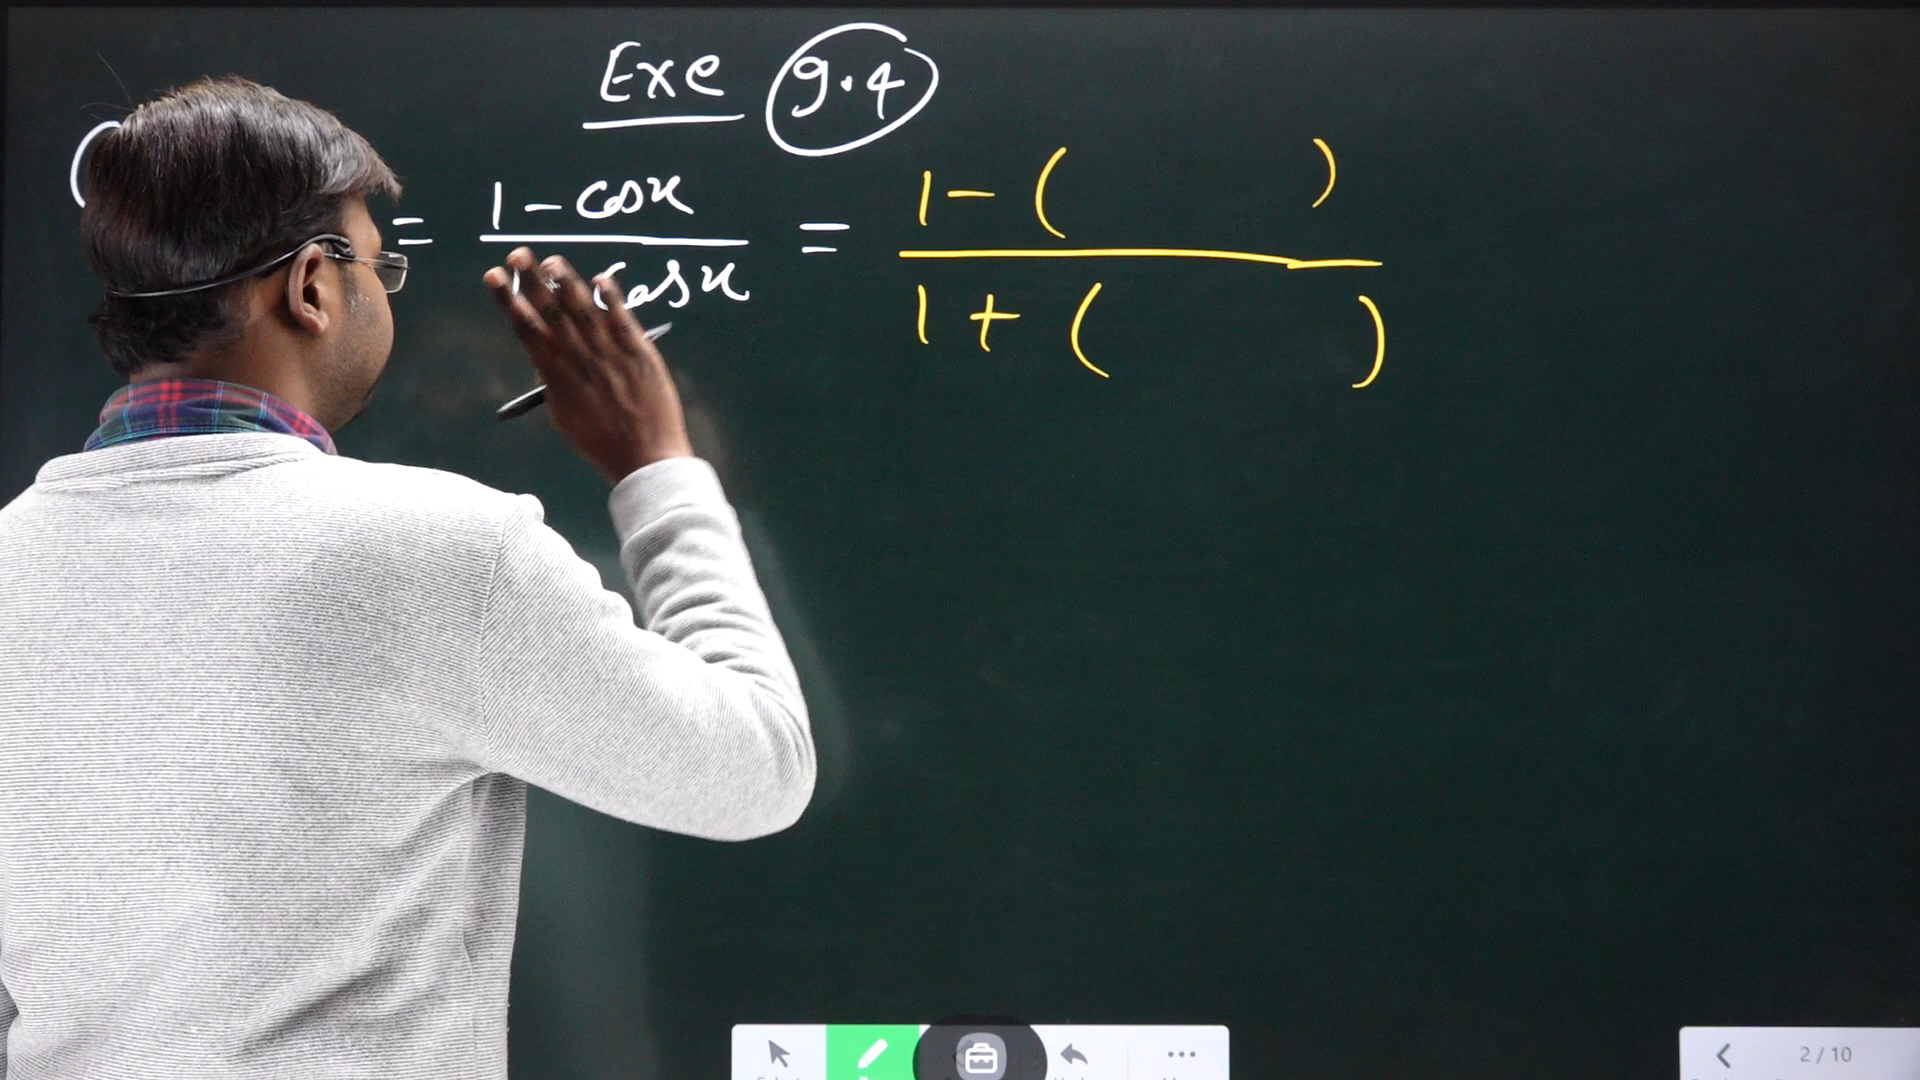 Exe 9.4
= 1 - cosx / cosx = 1 - ( ) / 1 + ( )
2 / 10